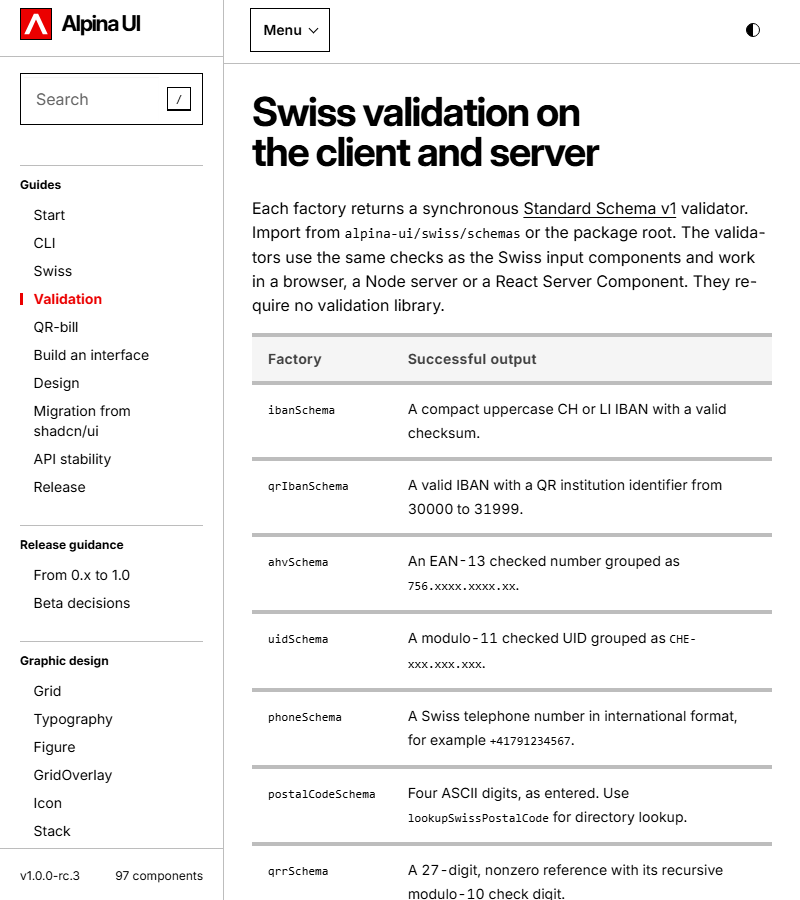 Alpina UI
Search
/
Guides
Start
CLI
Swiss
Validation
QR-bill
Build an interface
Design
Migration from
shadcn/ui
API stability
Release
Release guidance
From 0.x to 1.0
Beta decisions
Graphic design
Grid
Typography
Figure
GridOverlay
Icon
Stack
v1.0.0-rc.3 97 components
Menu
Swiss validation on
the client and server
Each factory returns a synchronous Standard Schema v1 validator.
Import from alpina-ui/swiss/schemas or the package root. The valida-
tors use the same checks as the Swiss input components and work
in a browser, a Node server or a React Server Component. They re-
quire no validation library.
Factory Successful output
ibanSchema A compact uppercase CH or LI IBAN with a valid
checksum.
qrIbanSchema A valid IBAN with a QR institution identifier from
30000 to 31999.
ahvSchema An EAN-13 checked number grouped as
756.xxxx.xxxx.xx.
uidSchema A modulo-11 checked UID grouped as CHE-
xxx.xxx.xxx.
phoneSchema A Swiss telephone number in international format,
for example +41791234567.
postalCodeSchema Four ASCII digits, as entered. Use
lookupSwissPostalCode for directory lookup.
qrrSchema A 27-digit, nonzero reference with its recursive
modulo-10 check digit.